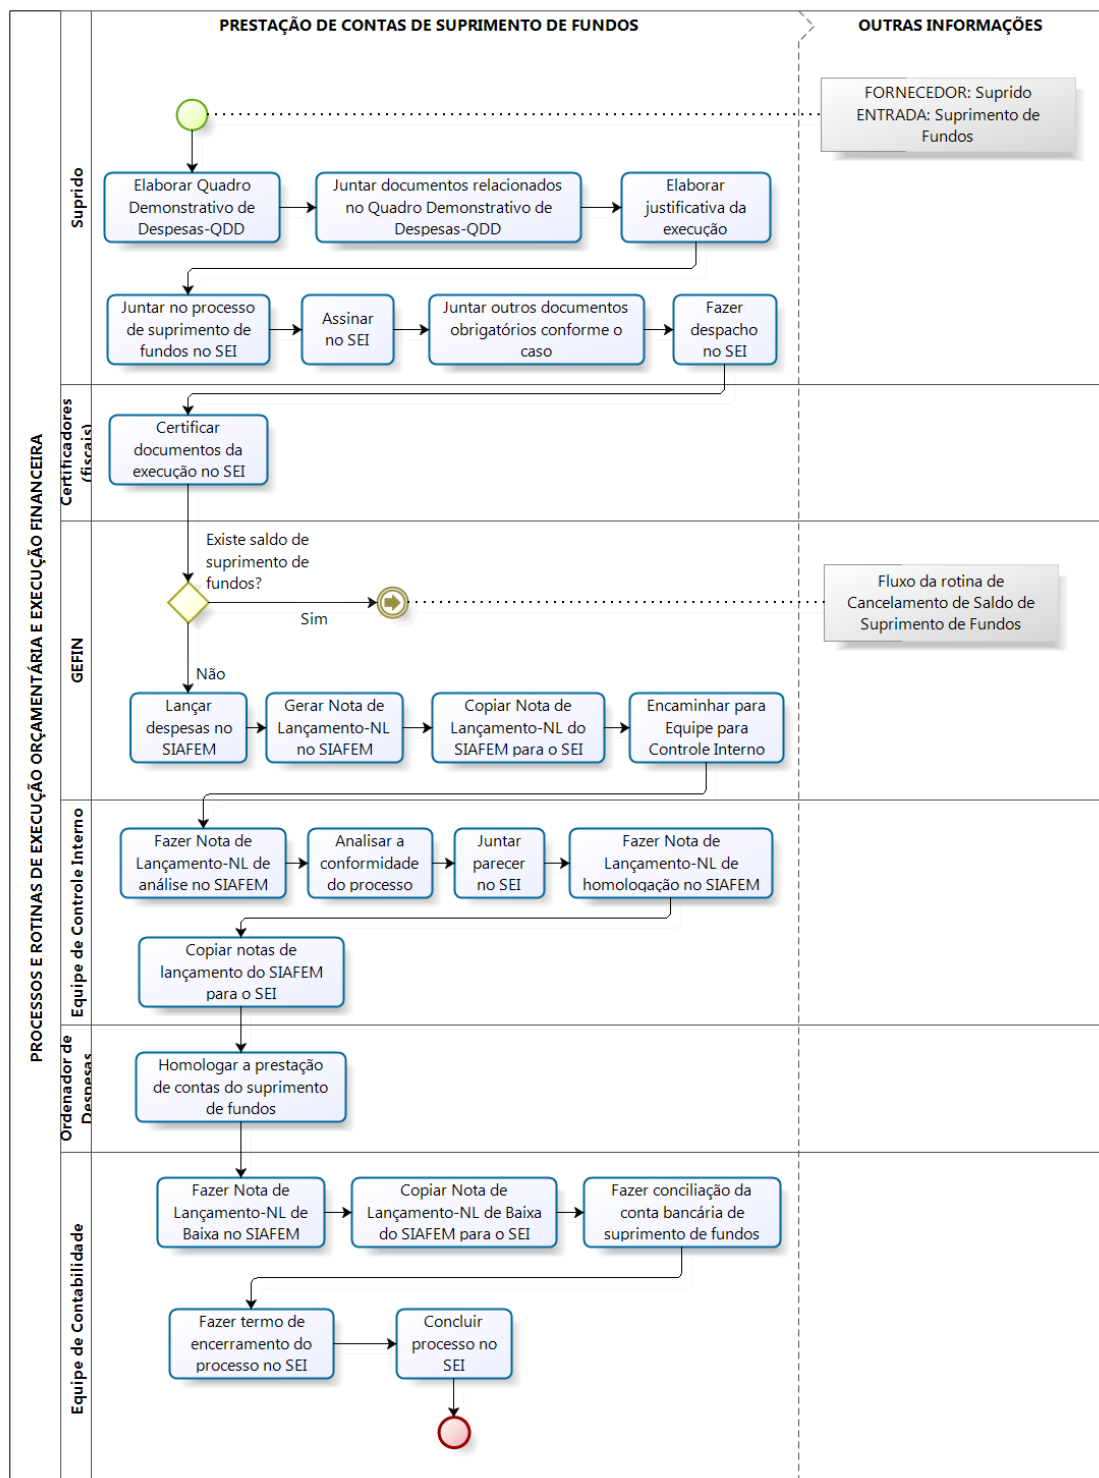 PRESTAÇÃO DE CONTAS DE SUPRIMENTO DE FUNDOS
OUTRAS INFORMAÇÕES
PROCESSOS E ROTINAS DE EXECUÇÃO ORÇAMENTÁRIA E EXECUÇÃO FINANCEIRA
Suprido
FORNECEDOR: Suprido
ENTRADA: Suprimento de
Fundos
Elaborar Quadro
Demonstrativo de
Despesas-QDD
Juntar documentos relacionados
no Quadro Demonstrativo de
Despesas-QDD
Elaborar
justificativa da
execução
Juntar no processo
de suprimento de
fundos no SEI
Assinar
no SEI
Juntar outros documentos
obrigatórios conforme o
caso
Fazer
despacho
no SEI
Certificadores
(fiscais)
Certificar
documentos da
execução no SEI
GEFIN
Existe saldo de
suprimento de
fundos?
Sim
Fluxo da rotina de
Cancelamento de Saldo de
Suprimento de Fundos
Não
Lançar
despesas no
SIAFEM
Gerar Nota de
Lançamento-NL
no SIAFEM
Copiar Nota de
Lançamento-NL do
SIAFEM para o SEI
Encaminhar para
Equipe para
Controle Interno
Equipe de Controle Interno
Fazer Nota de
Lançamento-NL de
análise no SIAFEM
Analisar a
conformidade
do processo
Juntar
parecer
no SEI
Fazer Nota de
Lançamento-NL de
homologação no SIAFEM
Copiar notas de
lançamento do SIAFEM
para o SEI
Ordenador de
Despesas
Homologar a prestação
de contas do suprimento
de fundos
Equipe de Contabilidade
Fazer Nota de
Lançamento-NL de
Baixa no SIAFEM
Copiar Nota de
Lançamento-NL de Baixa
do SIAFEM para o SEI
Fazer conciliação da
conta bancária de
suprimento de fundos
Fazer termo de
encerramento do
processo no SEI
Concluir
processo no
SEI